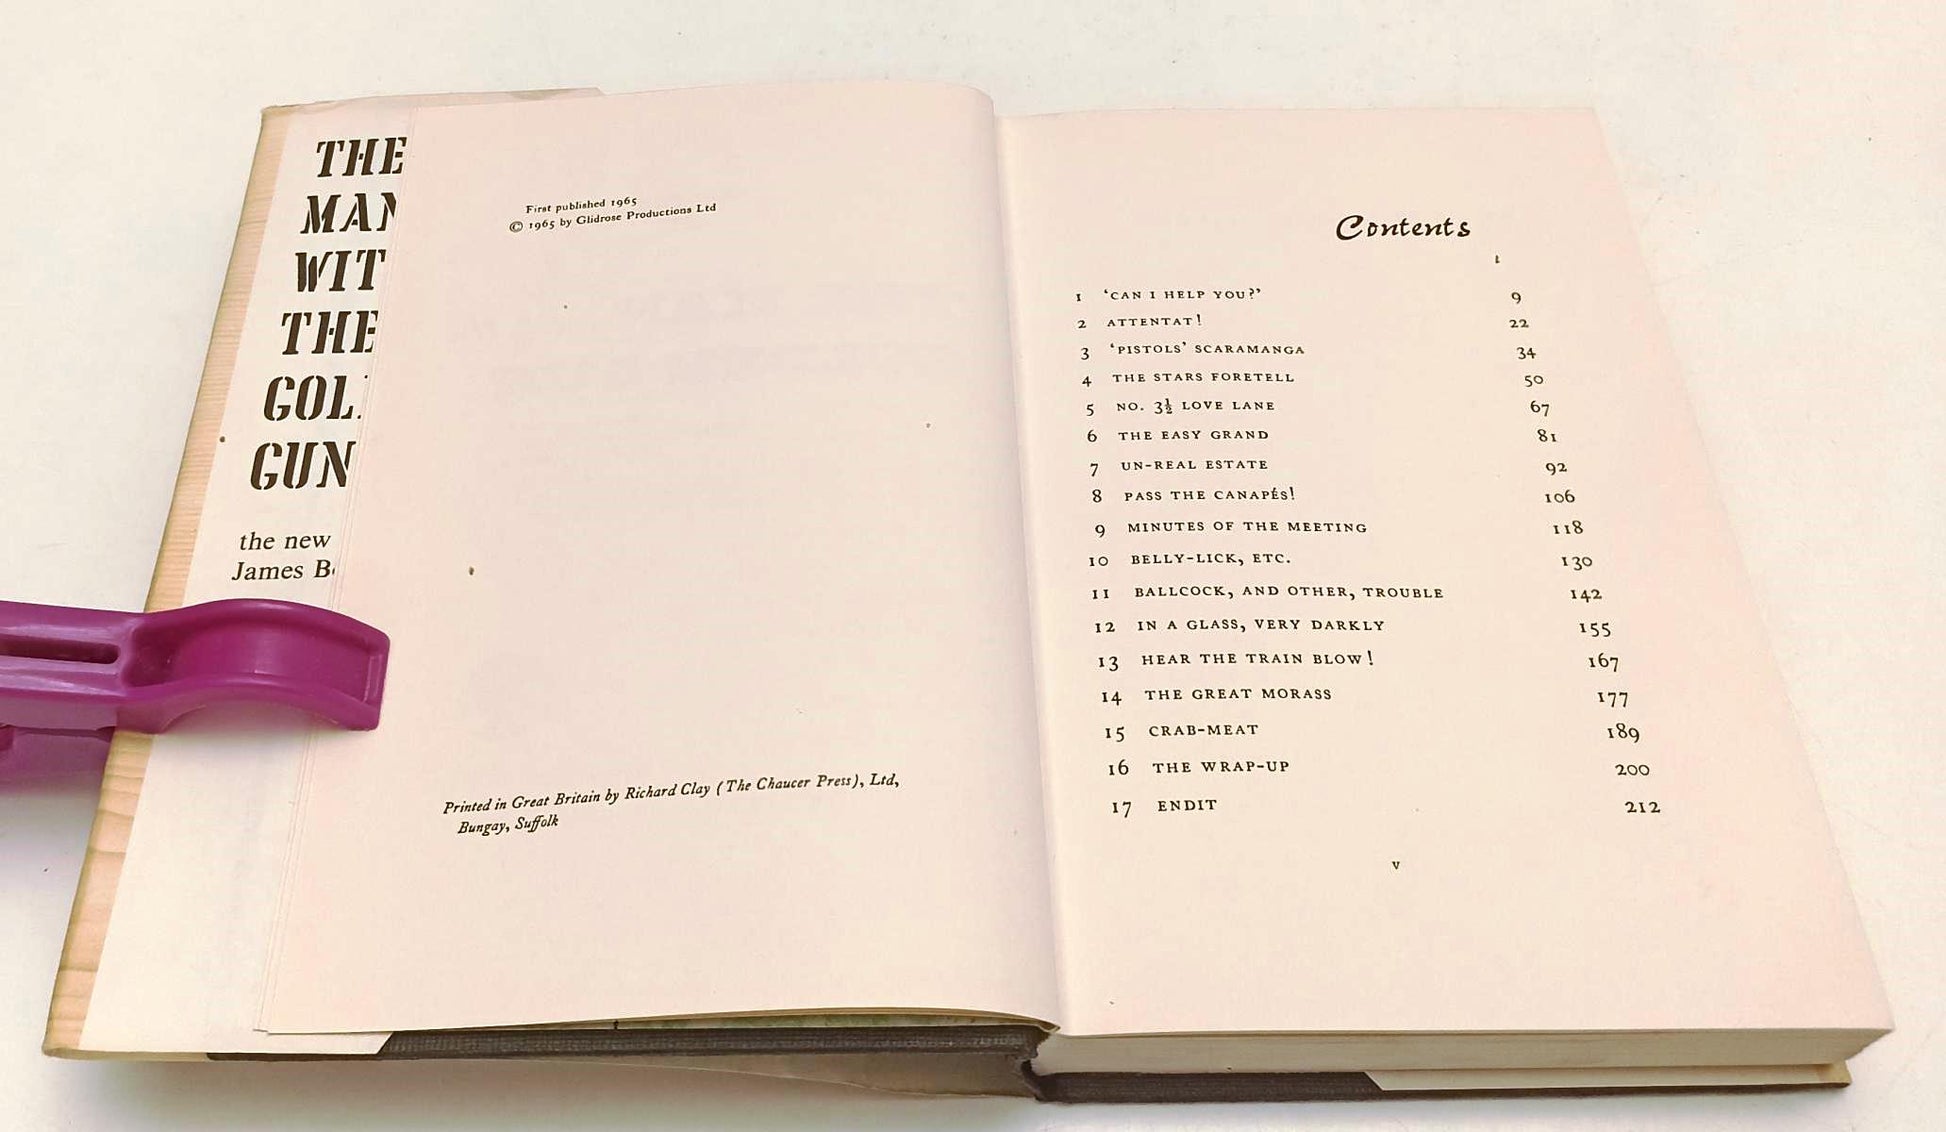 THE
MAN
WIT
THE
GOL
GUN
the new
James B
First published 1965
© 1965 by Glidrose Productions Ltd
Printed in Great Britain by Richard Clay (The Chaucer Press), Ltd,
Bungay, Suffolk
Contents
1 ‘CAN I HELP YOU?’ 9
2 ATTENTAT! 22
3 ‘PISTOLS’ SCARAMANGA 34
4 THE STARS FORETELL 50
5 NO. 3½ LOVE LANE 67
6 THE EASY GRAND 81
7 UN-REAL ESTATE 92
8 PASS THE CANAPÉS! 106
9 MINUTES OF THE MEETING 118
10 BELLY-LICK, ETC. 130
11 BALLCOCK, AND OTHER, TROUBLE 142
12 IN A GLASS, VERY DARKLY 155
13 HEAR THE TRAIN BLOW! 167
14 THE GREAT MORASS 177
15 CRAB-MEAT 189
16 THE WRAP-UP 200
17 ENDIT 212
v